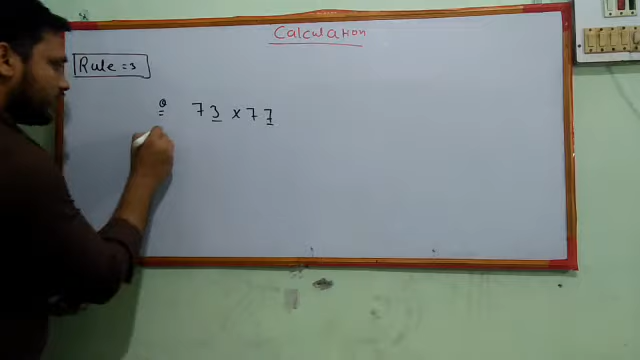 Calculation
Rule = 3
Q 73 × 77